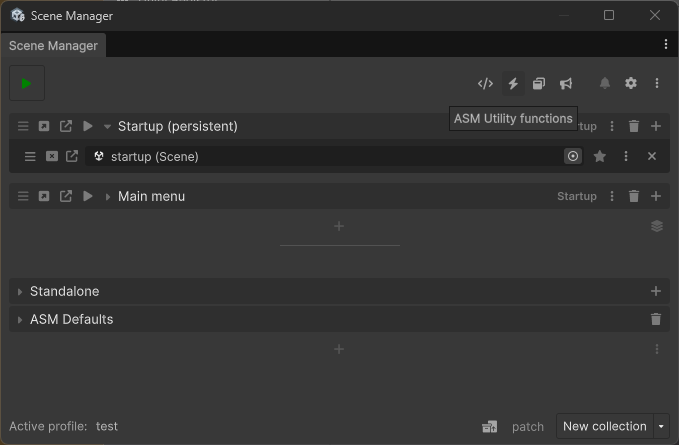 Scene Manager
Scene Manager
ASM Utility functions
Startup (persistent)
startup (Scene)
Main menu Startup
Standalone
ASM Defaults
Active profile: test patch New collection